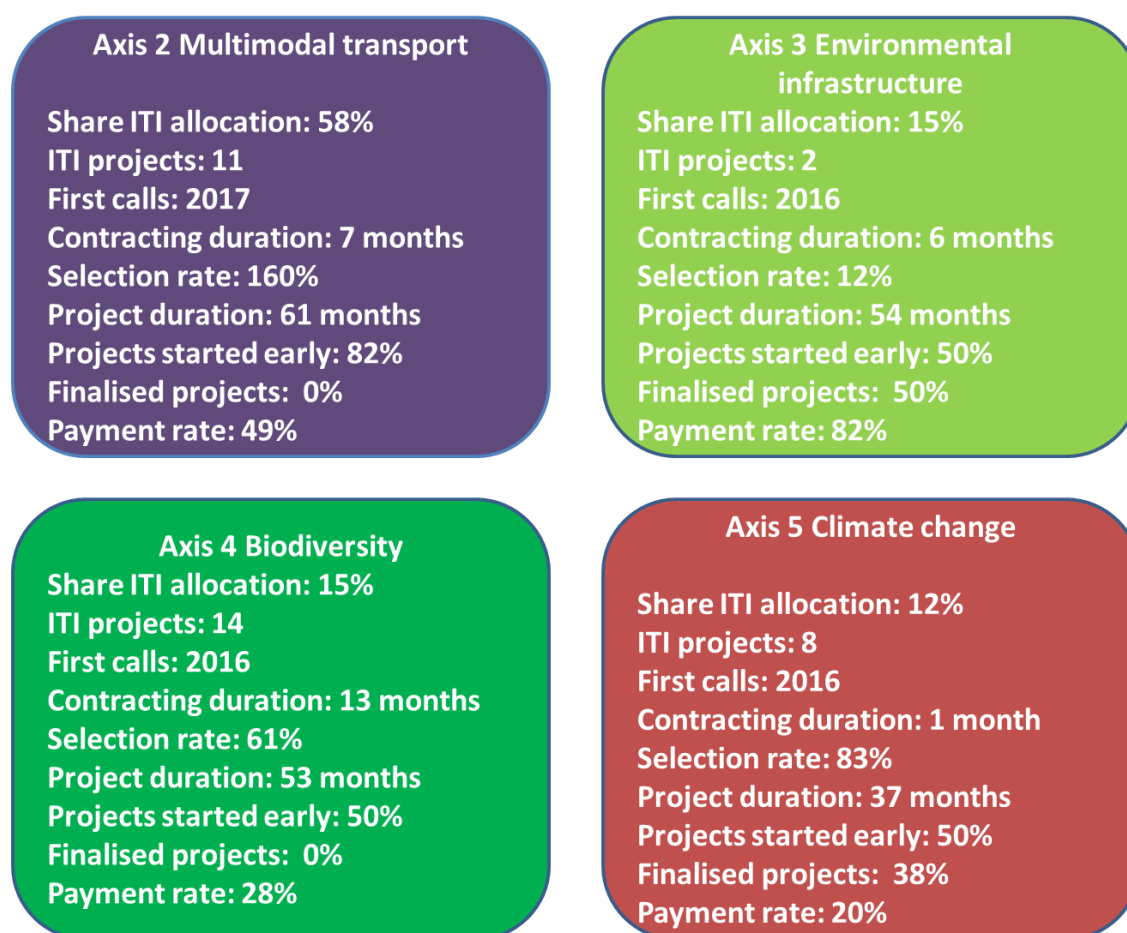 Axis 2 Multimodal transport
Share ITI allocation: 58%
ITI projects: 11
First calls: 2017
Contracting duration: 7 months
Selection rate: 160%
Project duration: 61 months
Projects started early: 82%
Finalised projects:  0%
Payment rate: 49%
Axis 3 Environmental
infrastructure
Share ITI allocation: 15%
ITI projects: 2
First calls: 2016
Contracting duration: 6 months
Selection rate: 12%
Project duration: 54 months
Projects started early: 50%
Finalised projects:  50%
Payment rate: 82%
Axis 4 Biodiversity
Share ITI allocation: 15%
ITI projects: 14
First calls: 2016
Contracting duration: 13 months
Selection rate: 61%
Project duration: 53 months
Projects started early: 50%
Finalised projects:  0%
Payment rate: 28%
Axis 5 Climate change
Share ITI allocation: 12%
ITI projects: 8
First calls: 2016
Contracting duration: 1 month
Selection rate: 83%
Project duration: 37 months
Projects started early: 50%
Finalised projects:  38%
Payment rate: 20%